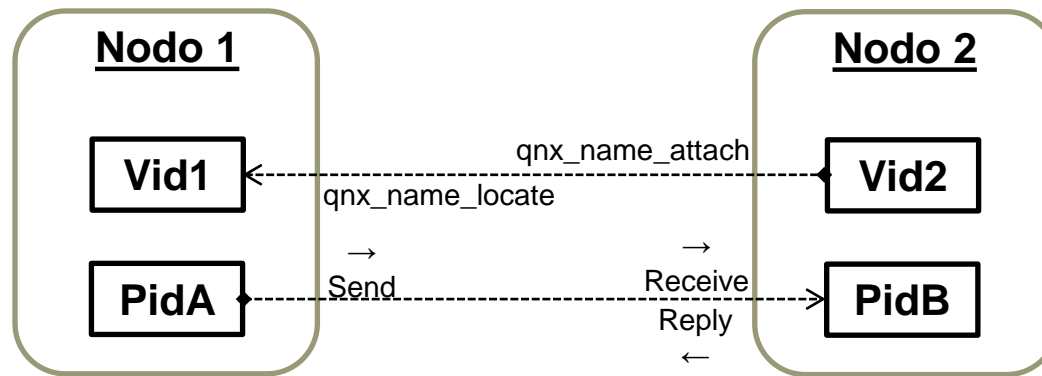 Nodo 1
Nodo 2
qnx_name_attach
Vid1
Vid2
qnx_name_locate
→
→
Send
Receive
PidA
PidB
Reply
←